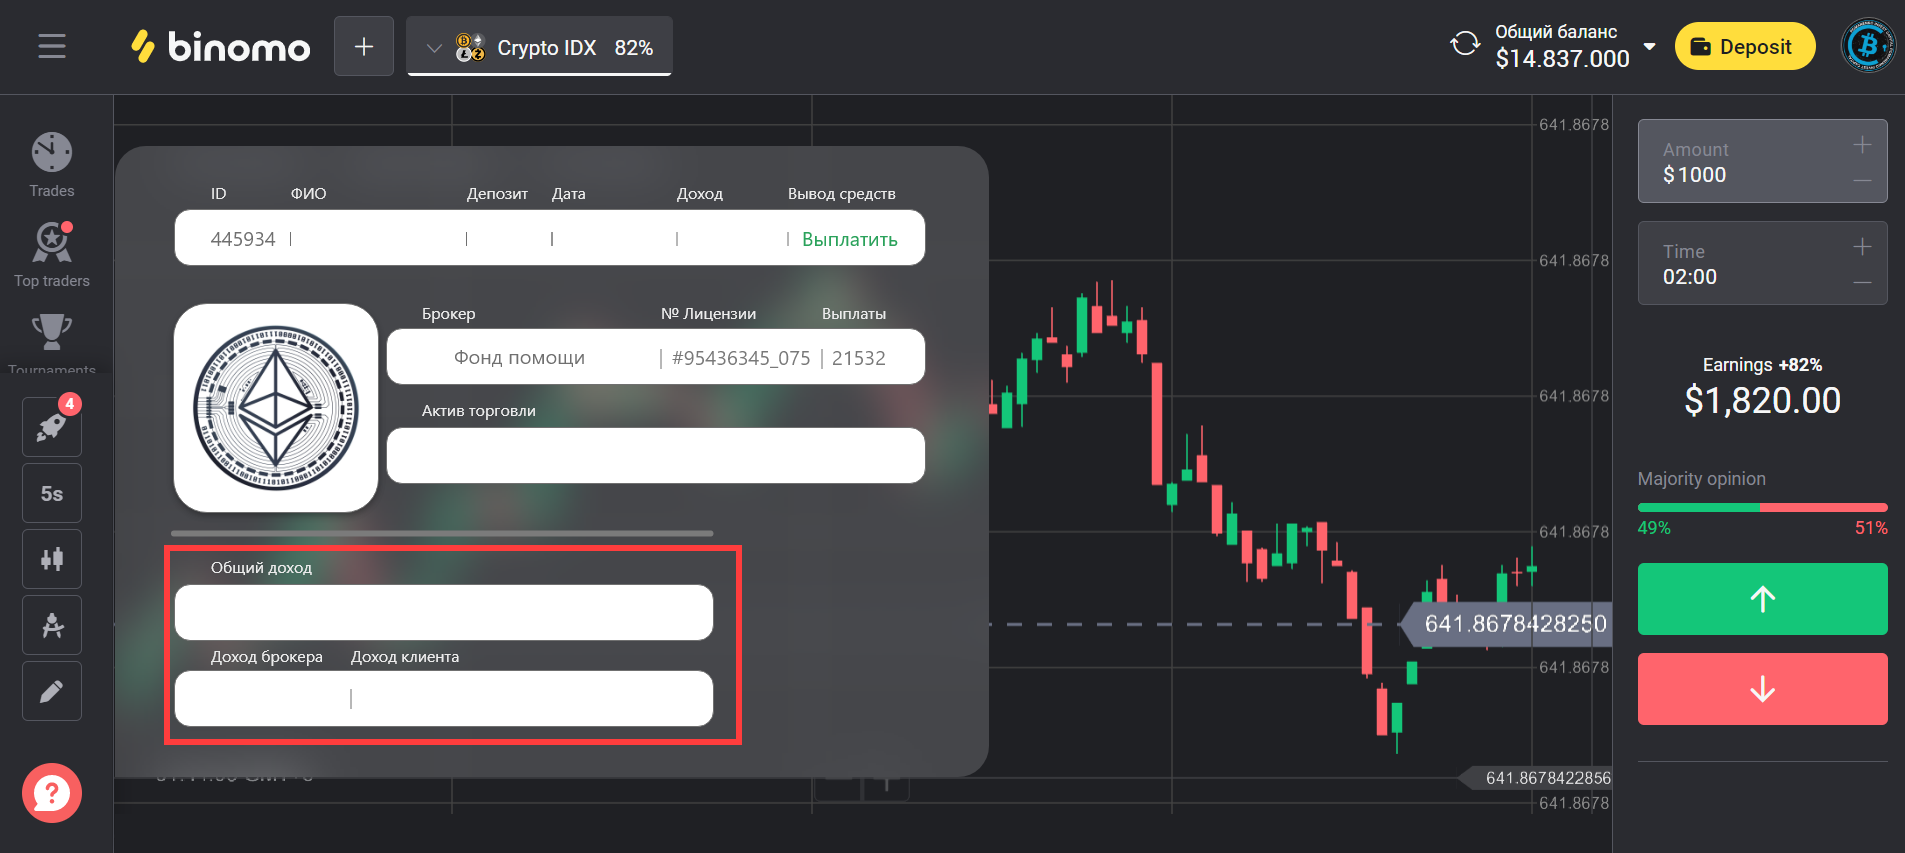 binomo
Crypto IDX 82%
Общий баланс
$14.837.000
Deposit
Trades
Top traders
Tournaments
4
5s
ID ФИО Депозит Дата Доход Вывод средств
445934 | | | | | Выплатить
Брокер № Лицензии Выплаты
Фонд помощи | #95436345_075 | 21532
Актив торговли
Общий доход
Доход брокера Доход клиента
|
641.8678
641.8678
641.8678
641.8678
641.8678428250
641.8678
641.8678422856
641.8678
Amount
$1000
Time
02:00
Earnings +82%
$1,820.00
Majority opinion
49% 51%